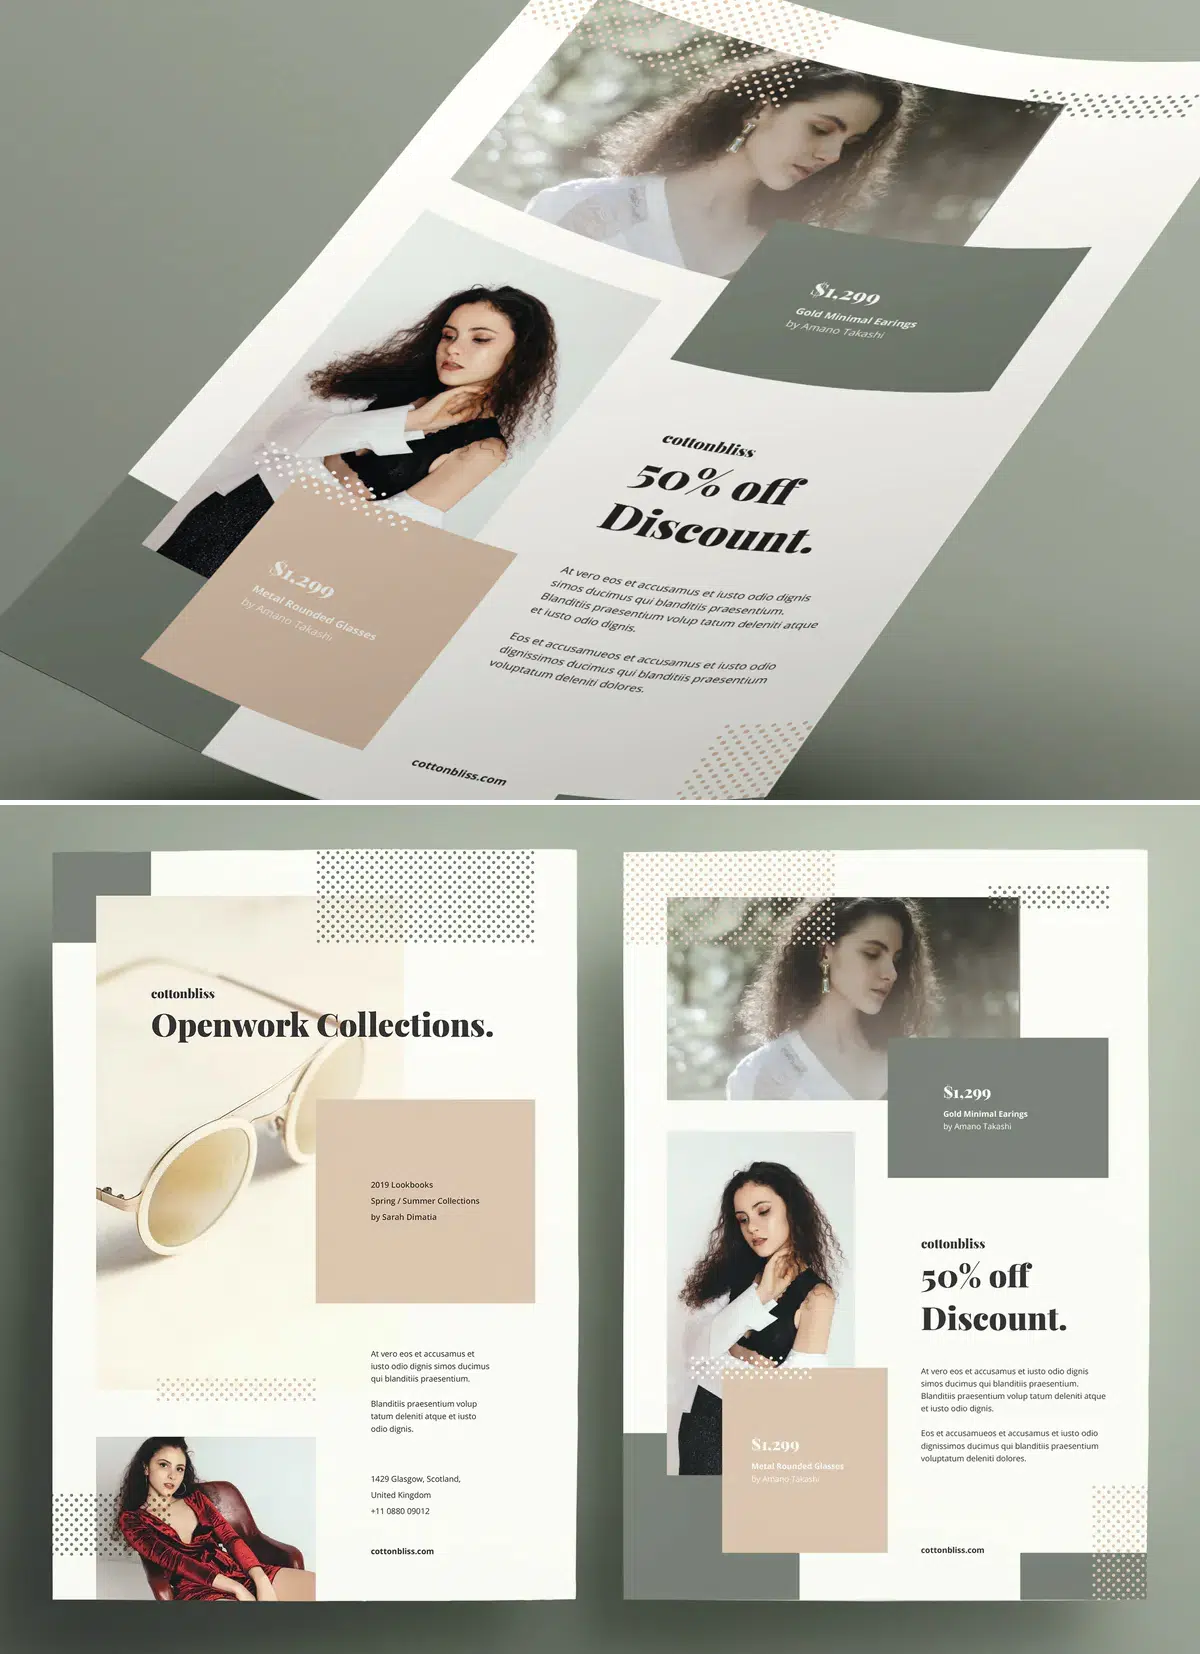 $1,299
Gold Minimal Earings
by Amano Takashi
cottonbliss
50% off
Discount.
At vero eos et accusamus et iusto odio dignis
simos ducimus qui blanditiis praesentium.
Blanditiis praesentium volup tatum deleniti atque
et iusto odio dignis.
Eos et accusamueos et accusamus et iusto odio
dignissimos ducimus qui blanditiis praesentium
voluptatum deleniti dolores.
$1,299
Metal Rounded Glasses
by Amano Takashi
cottonbliss.com
cottonbliss
Openwork Collections.
2019 Lookbooks
Spring / Summer Collections
by Sarah Dimatia
At vero eos et accusamus et
iusto odio dignis simos ducimus
qui blanditiis praesentium.
Blanditiis praesentium volup
tatum deleniti atque et iusto
odio dignis.
1429 Glasgow, Scotland,
United Kingdom
+11 0880 09012
cottonbliss.com
$1,299
Gold Minimal Earings
by Amano Takashi
cottonbliss
50% off
Discount.
At vero eos et accusamus et iusto odio dignis
simos ducimus qui blanditiis praesentium.
Blanditiis praesentium volup tatum deleniti atque
et iusto odio dignis.
Eos et accusamueos et accusamus et iusto odio
dignissimos ducimus qui blanditiis praesentium
voluptatum deleniti dolores.
$1,299
Metal Rounded Glasses
by Amano Takashi
cottonbliss.com